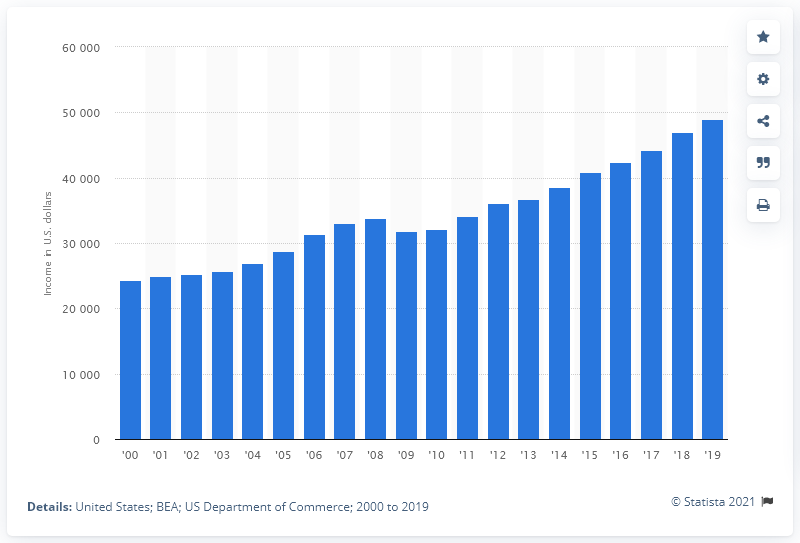 60 000
50 000
40 000
30 000
20 000
10 000
0
Income in U.S. dollars
'00 '01 '02 '03 '04 '05 '06 '07 '08 '09 '10 '11 '12 '13 '14 '15 '16 '17 '18 '19
© Statista 2021
Details: United States; BEA; US Department of Commerce; 2000 to 2019